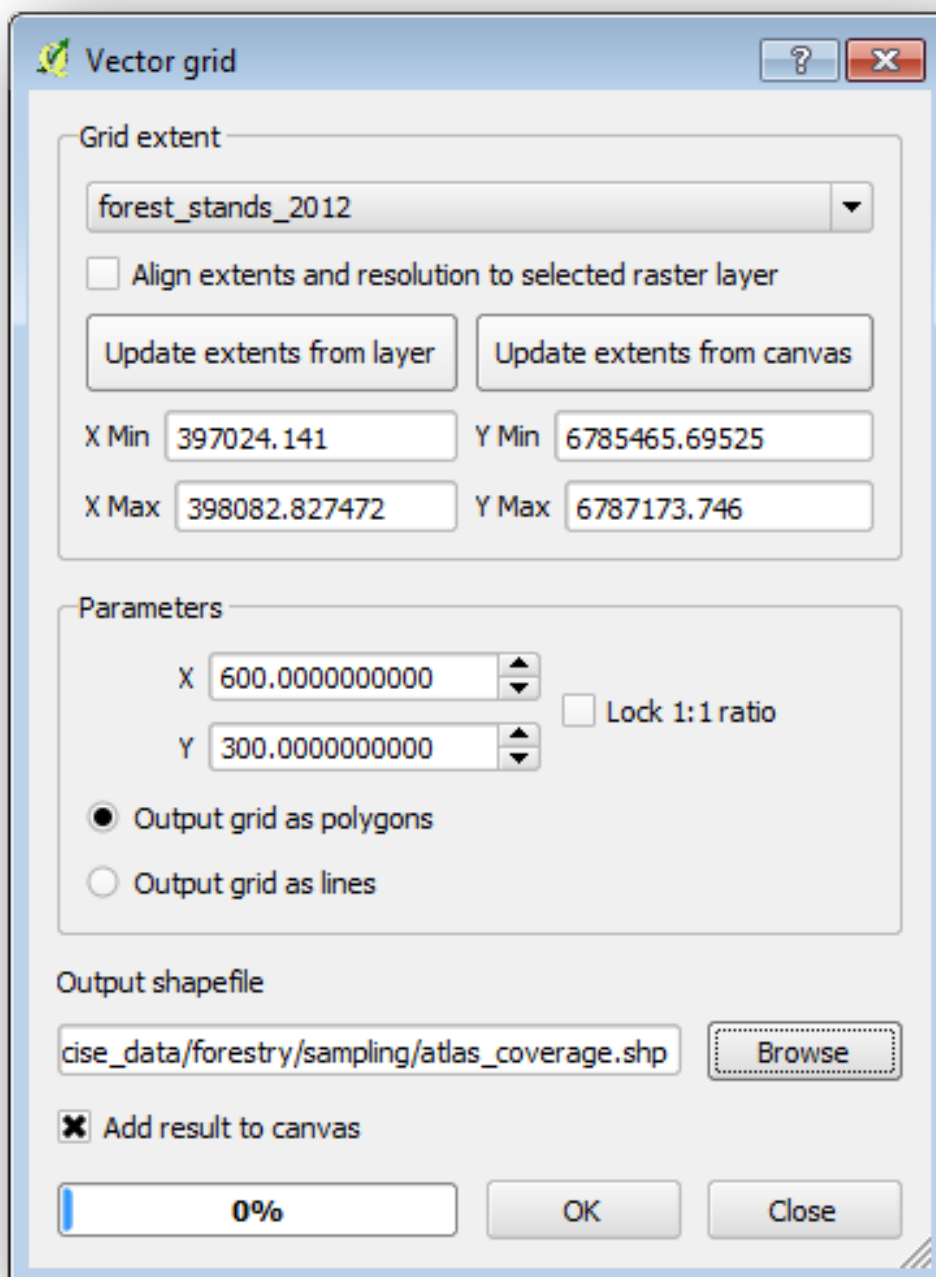 Vector grid
Grid extent
forest_stands_2012
Align extents and resolution to selected raster layer
Update extents from layer Update extents from canvas
X Min 397024.141 Y Min 6785465.69525
X Max 398082.827472 Y Max 6787173.746
Parameters
X 600.0000000000
Lock 1:1 ratio
Y 300.0000000000
Output grid as polygons
Output grid as lines
Output shapefile
cise_data/forestry/sampling/atlas_coverage.shp Browse
Add result to canvas
0% OK Close